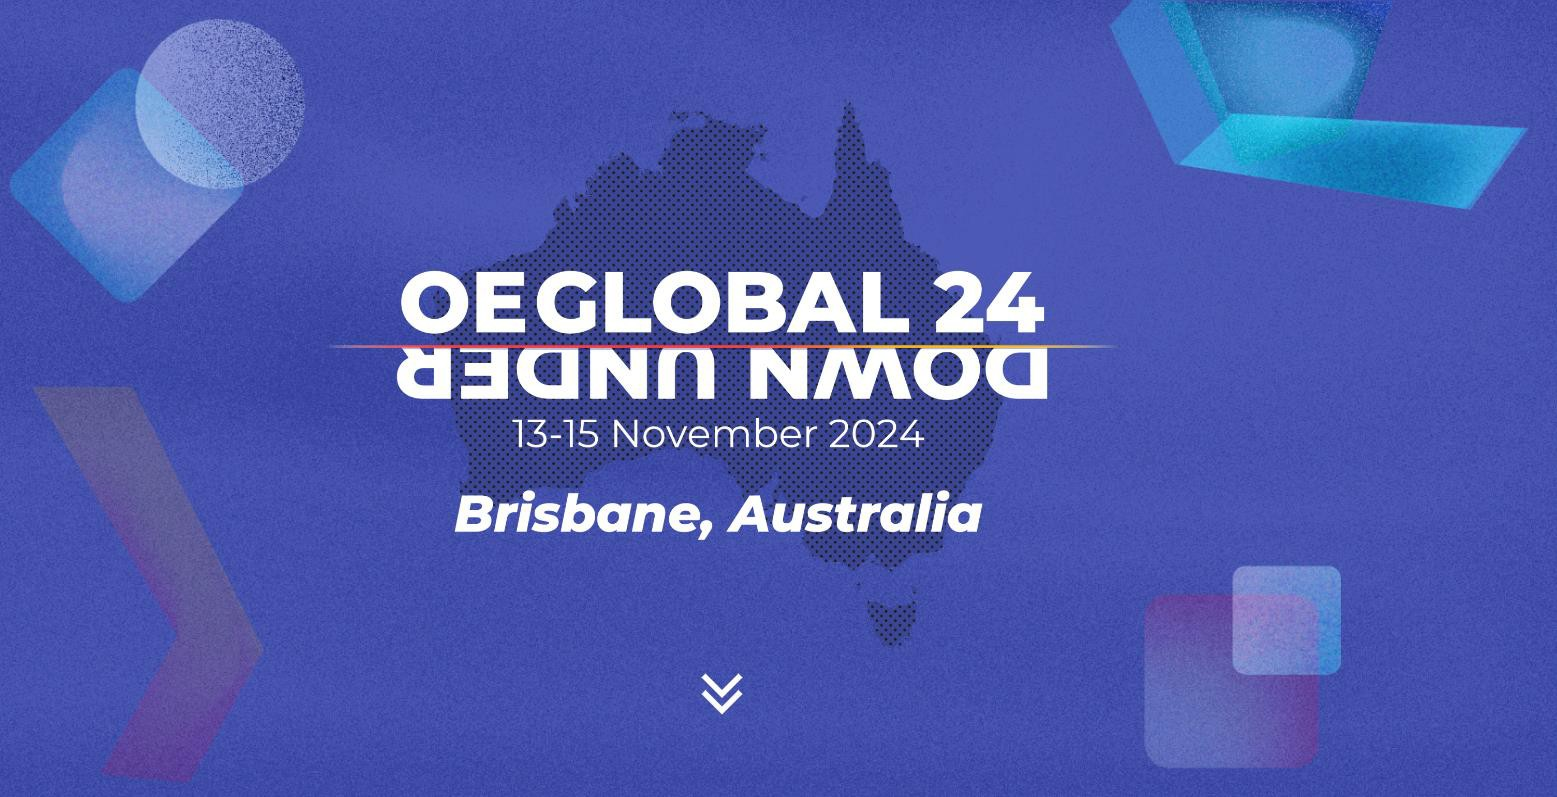 OEGLOBAL 24
DOWN UNDER
13-15 November 2024
Brisbane, Australia